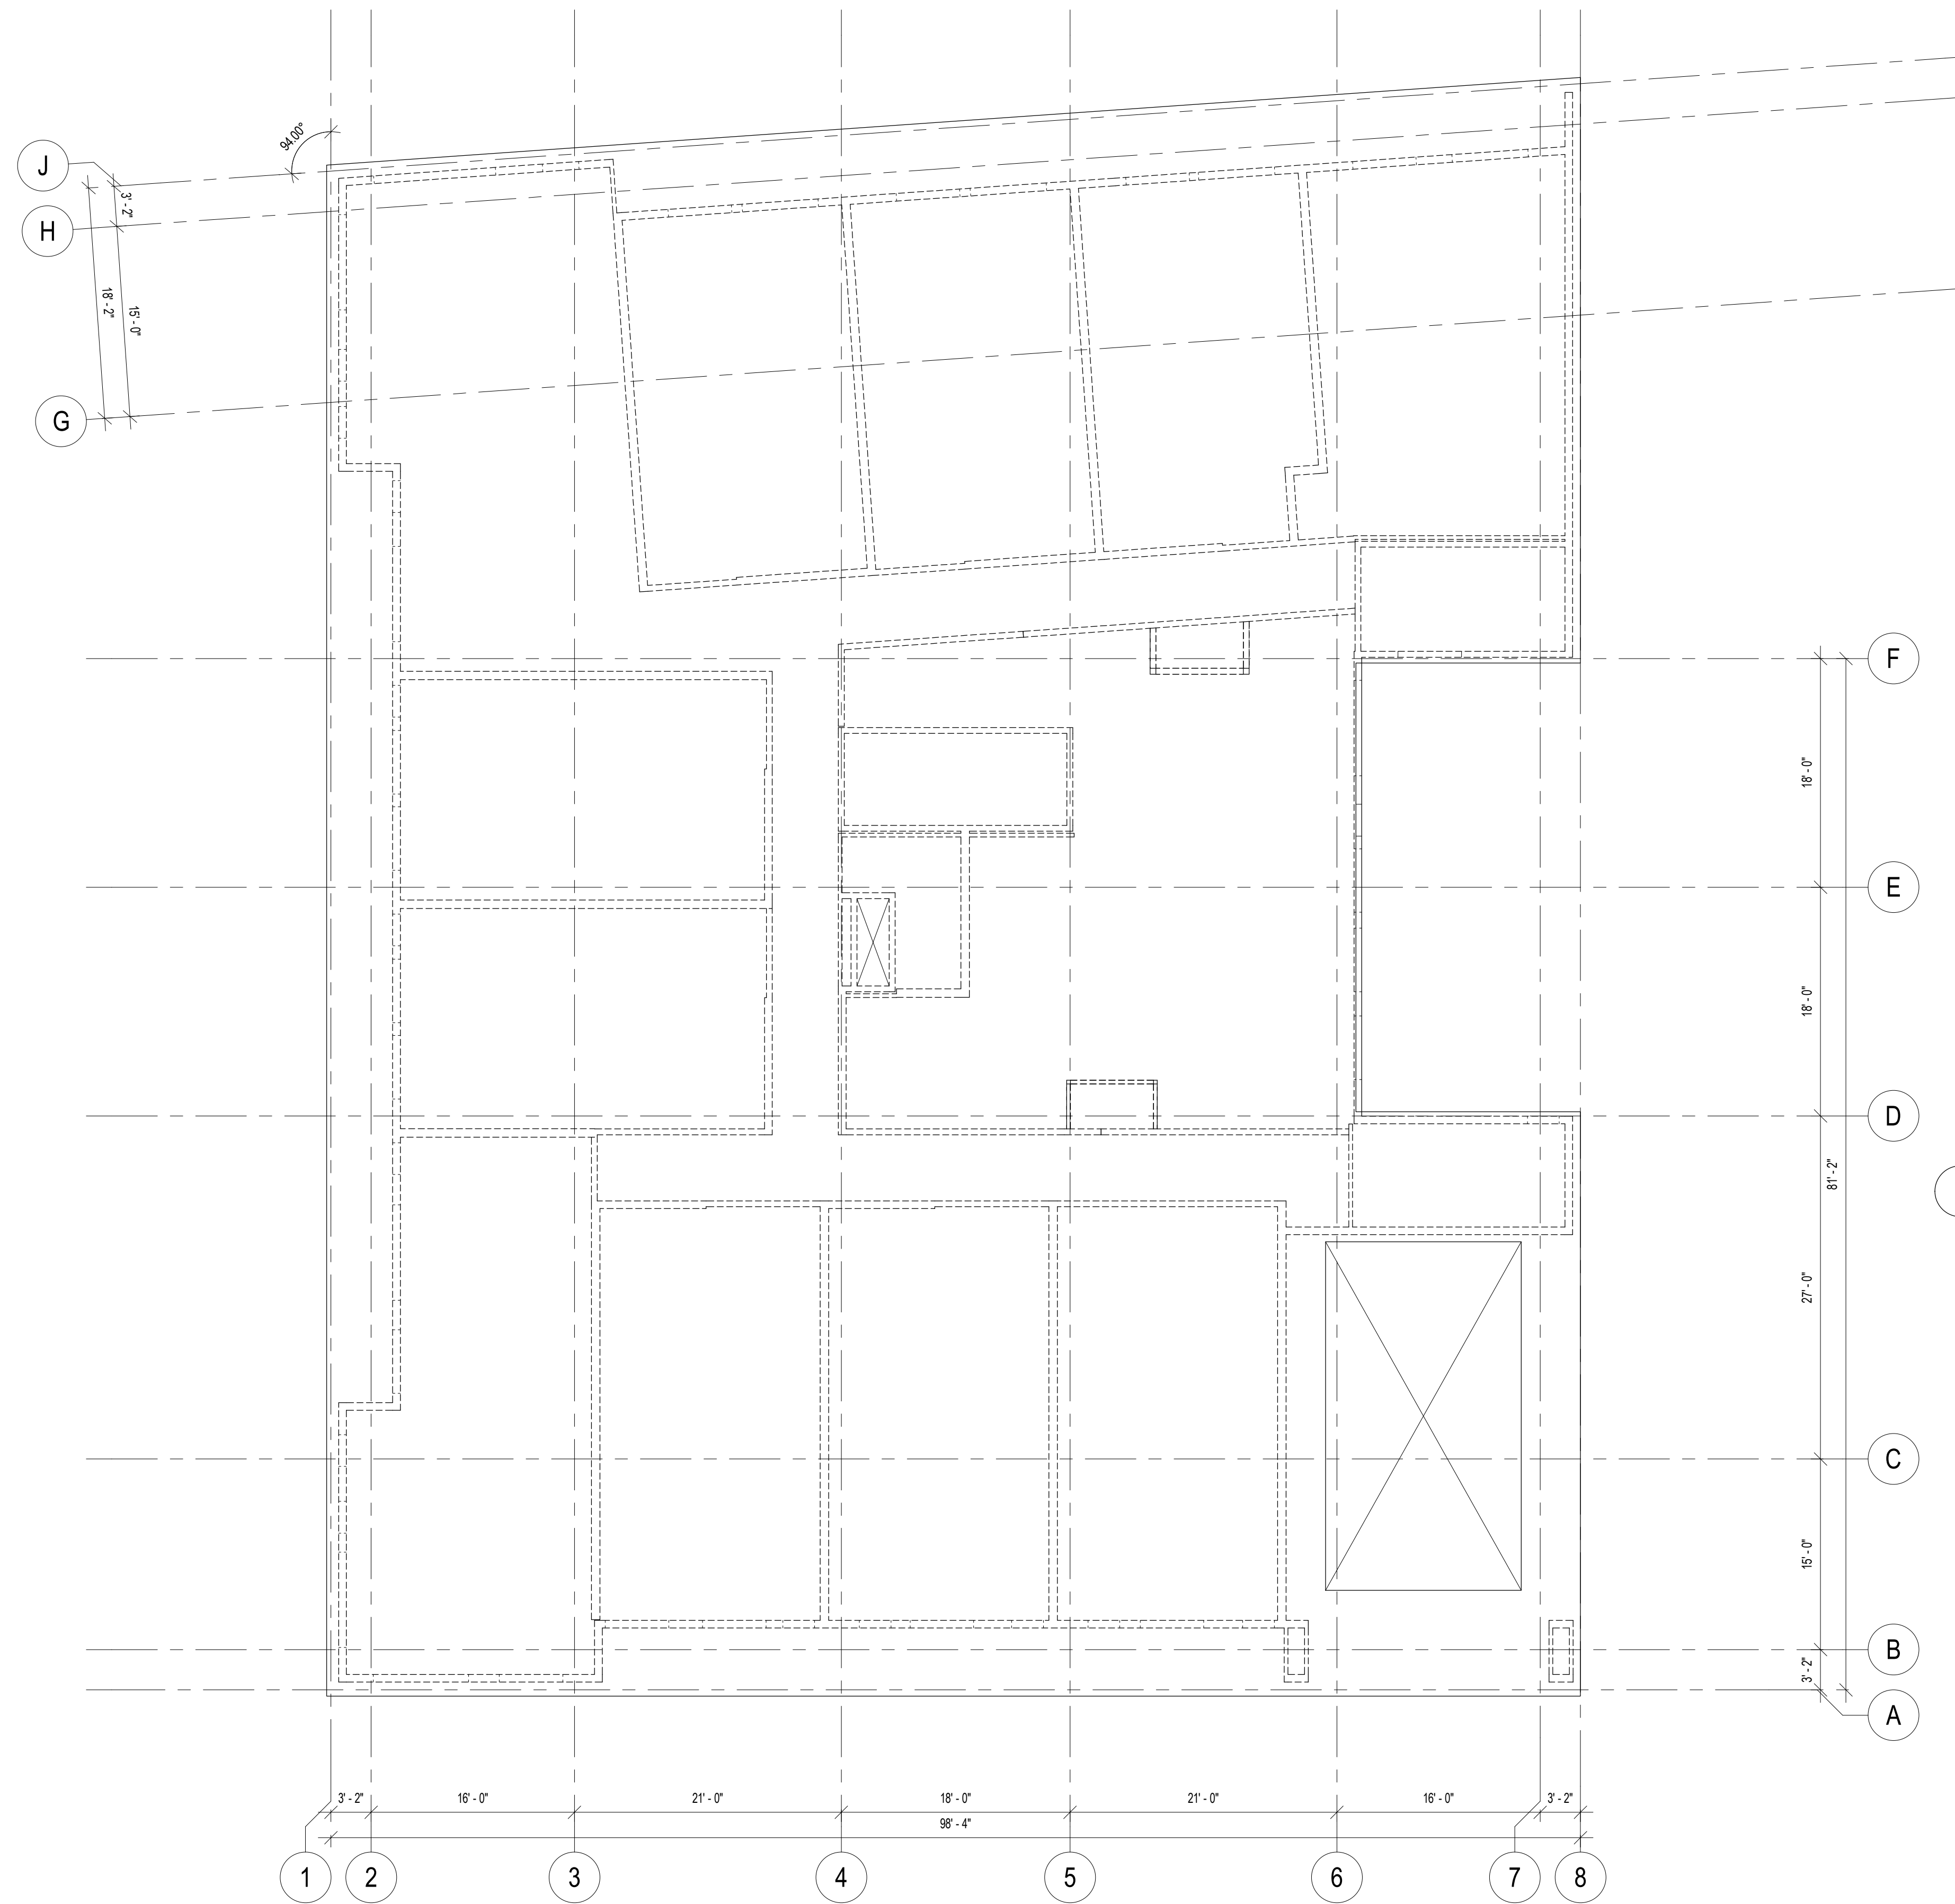 94.00°
J
3' - 2"
H
18' - 2"
15' - 0"
G
F
18' - 0"
E
18' - 0"
D
81' - 2"
27' - 0"
C
15' - 0"
B
3' - 2"
A
3' - 2" 16' - 0" 21' - 0" 18' - 0" 21' - 0" 16' - 0" 3' - 2"
98' - 4"
1 2 3 4 5 6 7 8